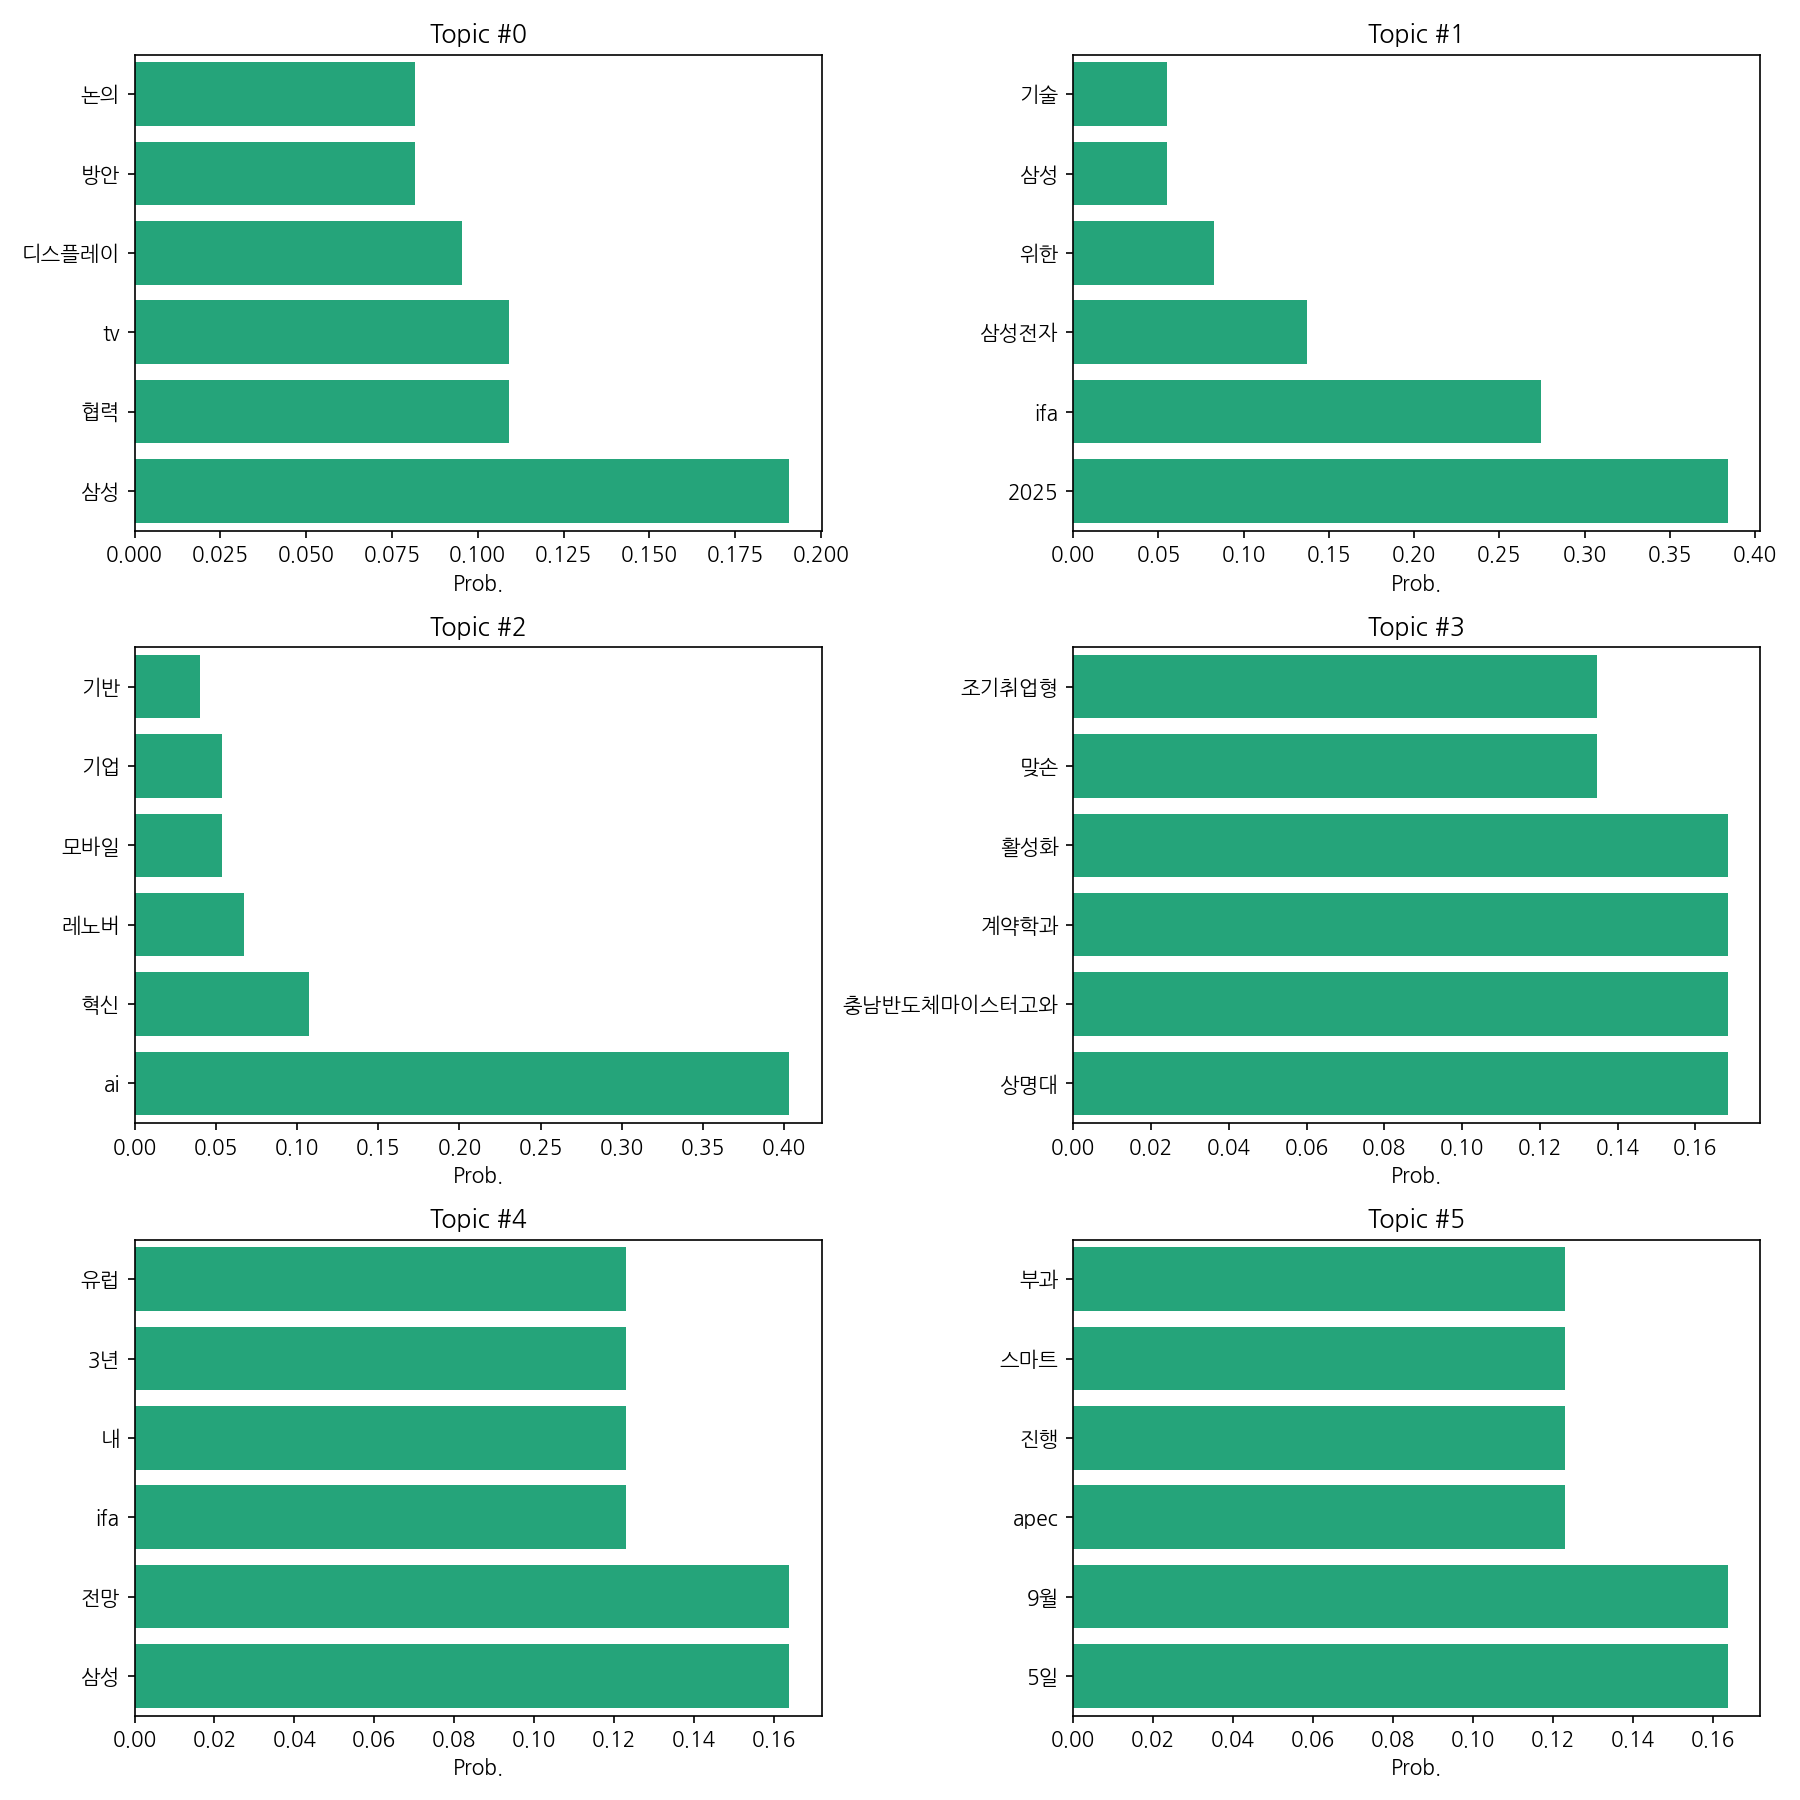 Topic #0
논의
방안
디스플레이
tv
협력
삼성
0.000 0.025 0.050 0.075 0.100 0.125 0.150 0.175 0.200
Prob.
Topic #1
기술
삼성
위한
삼성전자
ifa
2025
0.00 0.05 0.10 0.15 0.20 0.25 0.30 0.35 0.40
Prob.
Topic #2
기반
기업
모바일
레노버
혁신
ai
0.00 0.05 0.10 0.15 0.20 0.25 0.30 0.35 0.40
Prob.
Topic #3
조기취업형
맞손
활성화
계약학과
충남반도체마이스터고와
상명대
0.00 0.02 0.04 0.06 0.08 0.10 0.12 0.14 0.16
Prob.
Topic #4
유럽
3년
내
ifa
전망
삼성
0.00 0.02 0.04 0.06 0.08 0.10 0.12 0.14 0.16
Prob.
Topic #5
부과
스마트
진행
apec
9월
5일
0.00 0.02 0.04 0.06 0.08 0.10 0.12 0.14 0.16
Prob.